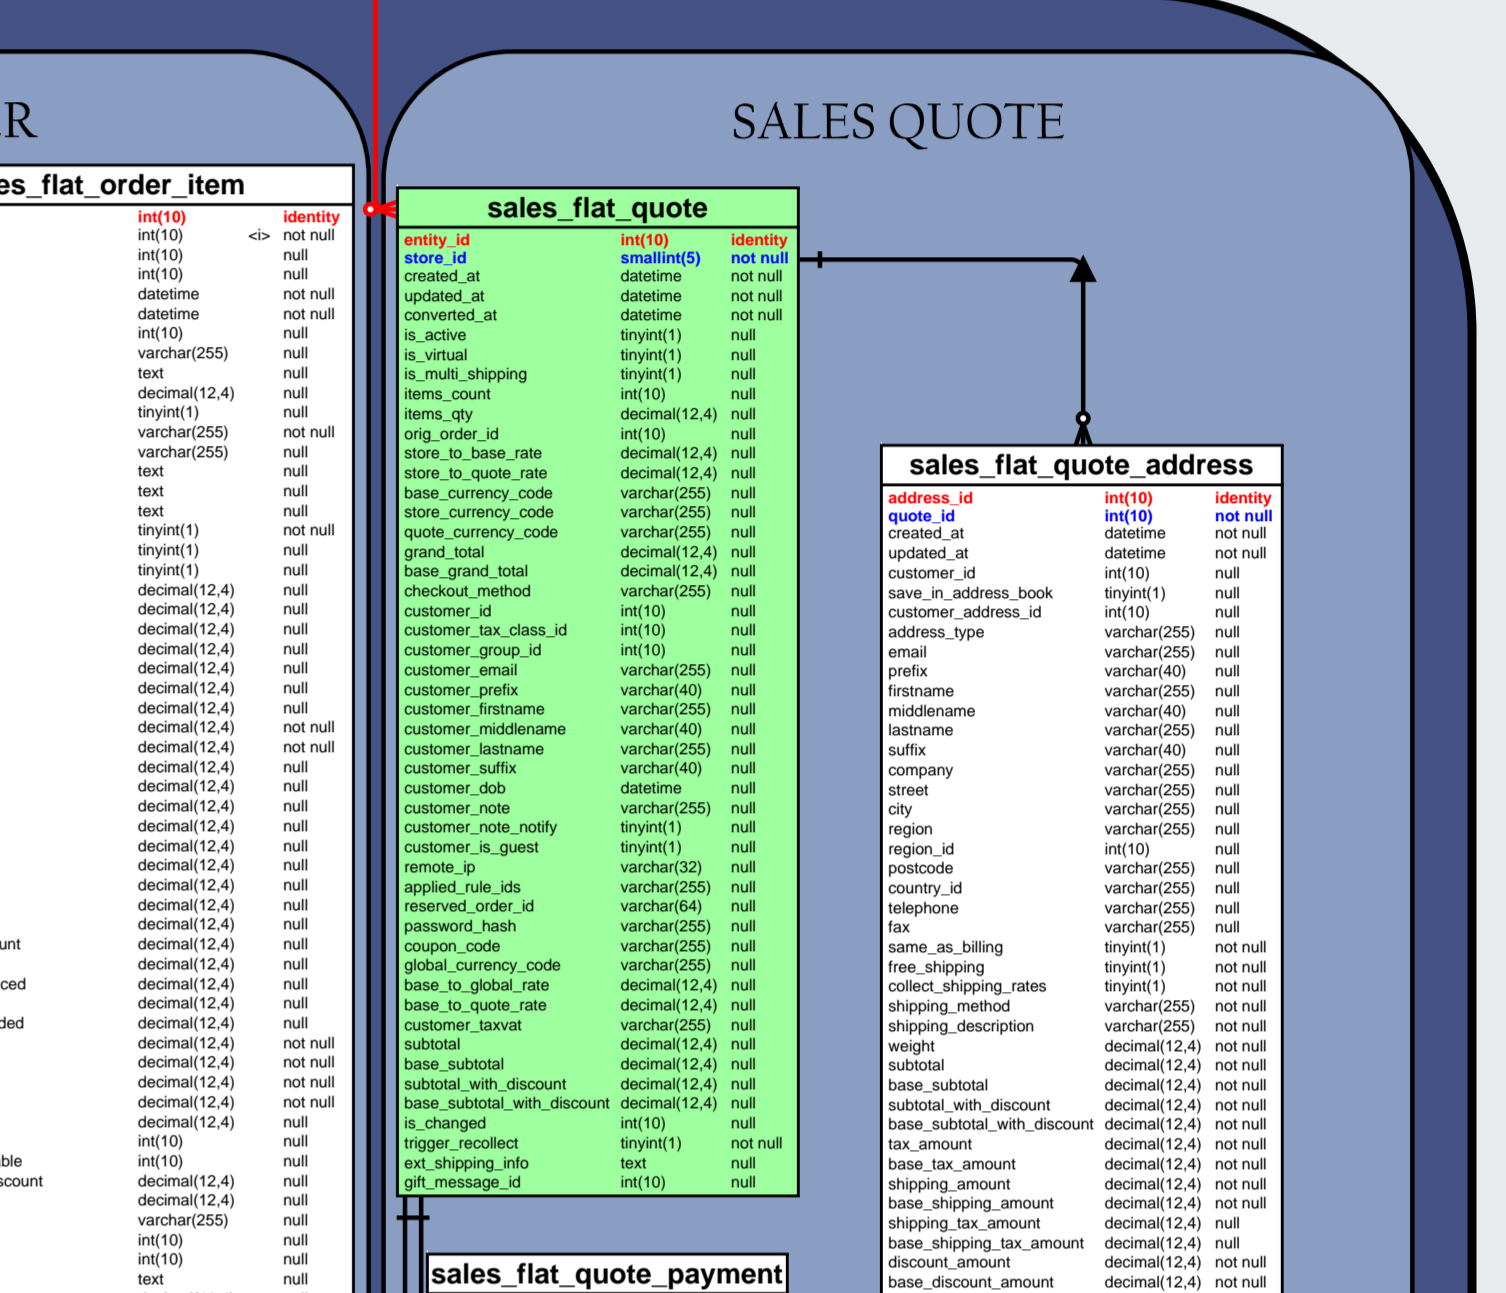 R
SALES QUOTE
es_flat_order_item
int(10) identity
int(10) <i> not null
int(10) null
int(10) null
datetime not null
datetime not null
int(10) null
varchar(255) null
text null
decimal(12,4) null
tinyint(1) null
varchar(255) not null
varchar(255) null
text null
text null
text null
tinyint(1) not null
tinyint(1) null
tinyint(1) null
decimal(12,4) null
decimal(12,4) null
decimal(12,4) null
decimal(12,4) null
decimal(12,4) null
decimal(12,4) null
decimal(12,4) null
decimal(12,4) not null
decimal(12,4) not null
decimal(12,4) null
decimal(12,4) null
decimal(12,4) null
decimal(12,4) null
decimal(12,4) null
decimal(12,4) null
decimal(12,4) null
decimal(12,4) null
decimal(12,4) null
unt decimal(12,4) null
decimal(12,4) null
ced decimal(12,4) null
decimal(12,4) null
ded decimal(12,4) null
decimal(12,4) not null
decimal(12,4) not null
decimal(12,4) not null
decimal(12,4) not null
decimal(12,4) null
int(10) null
able int(10) null
scount decimal(12,4) null
decimal(12,4) null
varchar(255) null
int(10) null
int(10) null
text null
sales_flat_quote
entity_id int(10) identity
store_id smallint(5) not null
created_at datetime not null
updated_at datetime not null
converted_at datetime not null
is_active tinyint(1) null
is_virtual tinyint(1) null
is_multi_shipping tinyint(1) null
items_count int(10) null
items_qty decimal(12,4) null
orig_order_id int(10) null
store_to_base_rate decimal(12,4) null
store_to_quote_rate decimal(12,4) null
base_currency_code varchar(255) null
store_currency_code varchar(255) null
quote_currency_code varchar(255) null
grand_total decimal(12,4) null
base_grand_total decimal(12,4) null
checkout_method varchar(255) null
customer_id int(10) null
customer_tax_class_id int(10) null
customer_group_id int(10) null
customer_email varchar(255) null
customer_prefix varchar(40) null
customer_firstname varchar(255) null
customer_middlename varchar(40) null
customer_lastname varchar(255) null
customer_suffix varchar(40) null
customer_dob datetime null
customer_note varchar(255) null
customer_note_notify tinyint(1) null
customer_is_guest tinyint(1) null
remote_ip varchar(32) null
applied_rule_ids varchar(255) null
reserved_order_id varchar(64) null
password_hash varchar(255) null
coupon_code varchar(255) null
global_currency_code varchar(255) null
base_to_global_rate decimal(12,4) null
base_to_quote_rate decimal(12,4) null
customer_taxvat varchar(255) null
subtotal decimal(12,4) null
base_subtotal decimal(12,4) null
subtotal_with_discount decimal(12,4) null
base_subtotal_with_discount decimal(12,4) null
is_changed int(10) null
trigger_recollect tinyint(1) not null
ext_shipping_info text null
gift_message_id int(10) null
sales_flat_quote_payment
sales_flat_quote_address
address_id int(10) identity
quote_id int(10) not null
created_at datetime not null
updated_at datetime not null
customer_id int(10) null
save_in_address_book tinyint(1) null
customer_address_id int(10) null
address_type varchar(255) null
email varchar(255) null
prefix varchar(40) null
firstname varchar(255) null
middlename varchar(40) null
lastname varchar(255) null
suffix varchar(40) null
company varchar(255) null
street varchar(255) null
city varchar(255) null
region varchar(255) null
region_id int(10) null
postcode varchar(255) null
country_id varchar(255) null
telephone varchar(255) null
fax varchar(255) null
same_as_billing tinyint(1) not null
free_shipping tinyint(1) not null
collect_shipping_rates tinyint(1) not null
shipping_method varchar(255) not null
shipping_description varchar(255) not null
weight decimal(12,4) not null
subtotal decimal(12,4) not null
base_subtotal decimal(12,4) not null
subtotal_with_discount decimal(12,4) not null
base_subtotal_with_discount decimal(12,4) not null
tax_amount decimal(12,4) not null
base_tax_amount decimal(12,4) not null
shipping_amount decimal(12,4) not null
base_shipping_amount decimal(12,4) not null
shipping_tax_amount decimal(12,4) null
base_shipping_tax_amount decimal(12,4) null
discount_amount decimal(12,4) not null
base_discount_amount decimal(12,4) not null